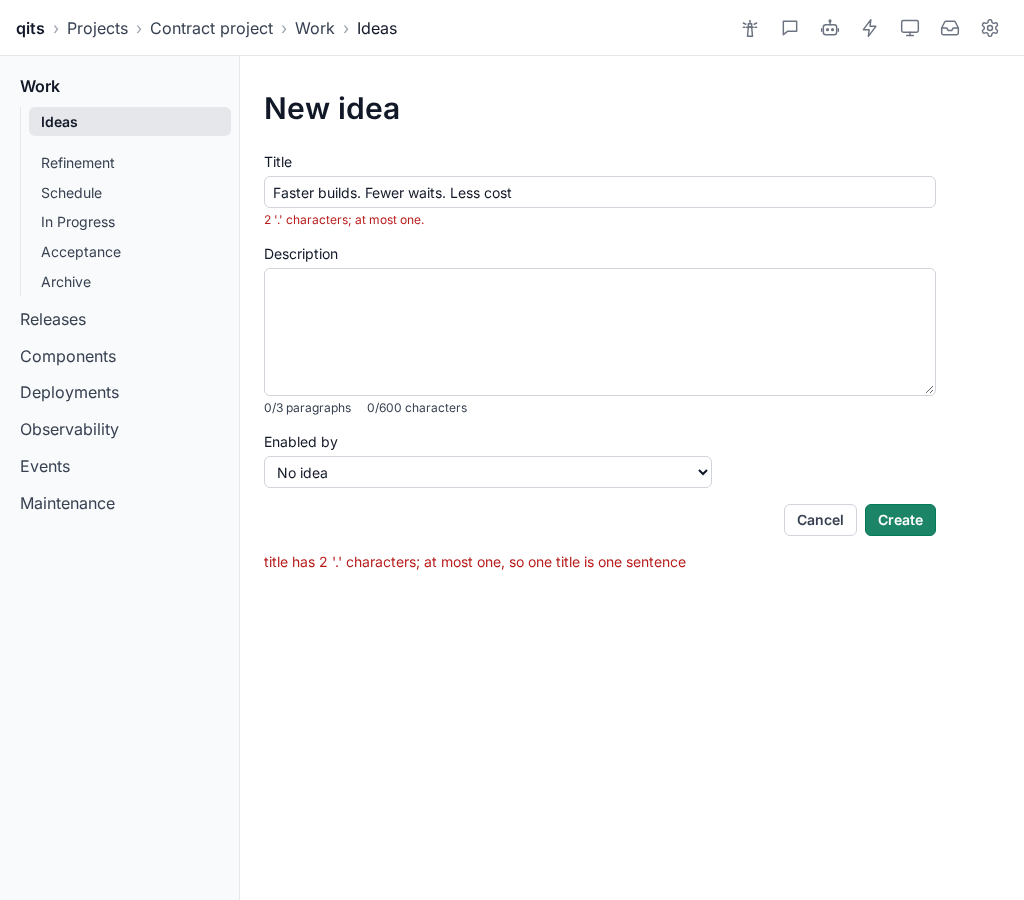 qits › Projects › Contract project › Work › Ideas
Work
Ideas
Refinement
Schedule
In Progress
Acceptance
Archive
Releases
Components
Deployments
Observability
Events
Maintenance
New idea
Title
Faster builds. Fewer waits. Less cost
2 '.' characters; at most one.
Description
0/3 paragraphs 0/600 characters
Enabled by
No idea
Cancel Create
title has 2 '.' characters; at most one, so one title is one sentence